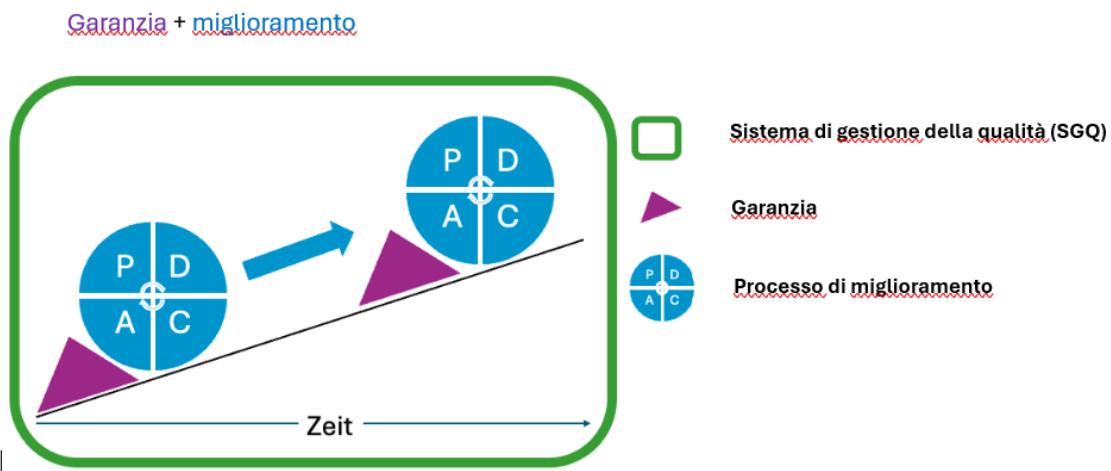 Garanzia + miglioramento
P D
A C
P D
A C
Zeit
Sistema di gestione della qualità (SGQ)
Garanzia
P D
A C
Processo di miglioramento